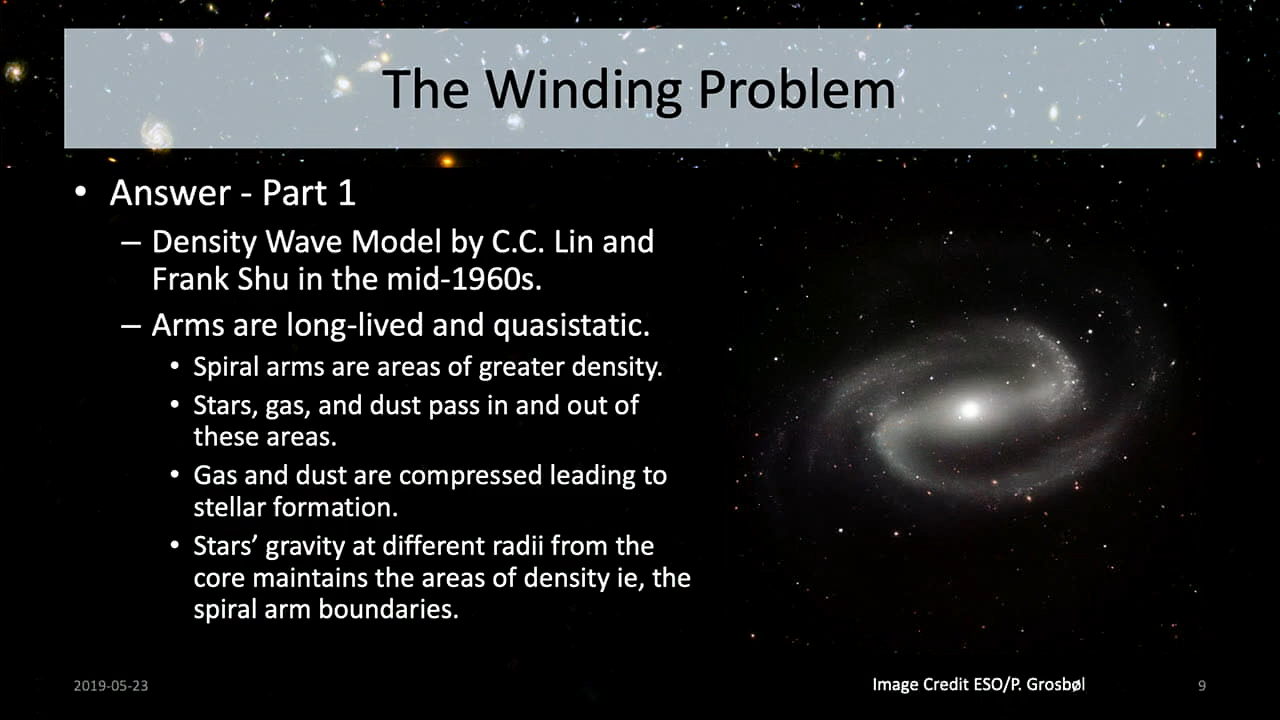 The Winding Problem
• Answer - Part 1
– Density Wave Model by C.C. Lin and
Frank Shu in the mid-1960s.
– Arms are long-lived and quasistatic.
• Spiral arms are areas of greater density.
• Stars, gas, and dust pass in and out of
these areas.
• Gas and dust are compressed leading to
stellar formation.
• Stars’ gravity at different radii from the
core maintains the areas of density ie, the
spiral arm boundaries.
2019-05-23
Image Credit ESO/P. Grosbøl
9